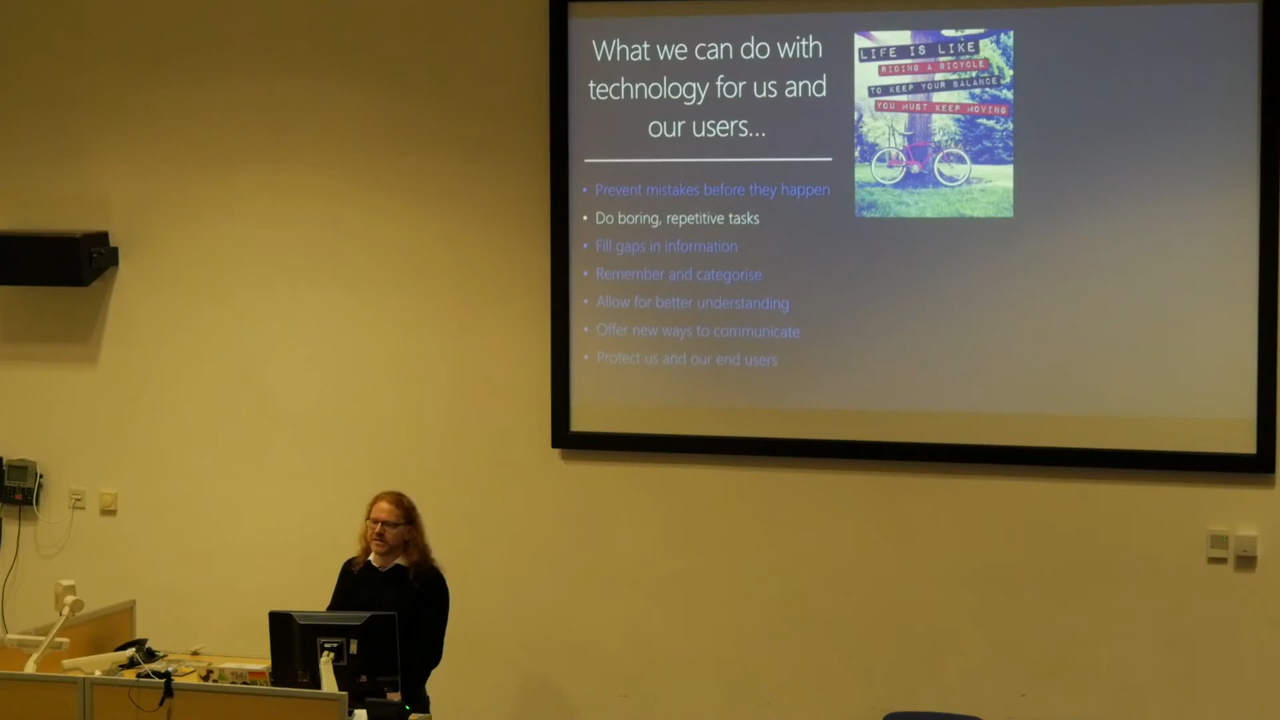 What we can do with
technology for us and
our users...
• Prevent mistakes before they happen
• Do boring, repetitive tasks
• Fill gaps in information
• Remember and categorise
• Allow for better understanding
• Offer new ways to communicate
• Protect us and our end users
LIFE IS LIKE
RIDING A BICYCLE
TO KEEP YOUR BALANCE
YOU MUST KEEP MOVING